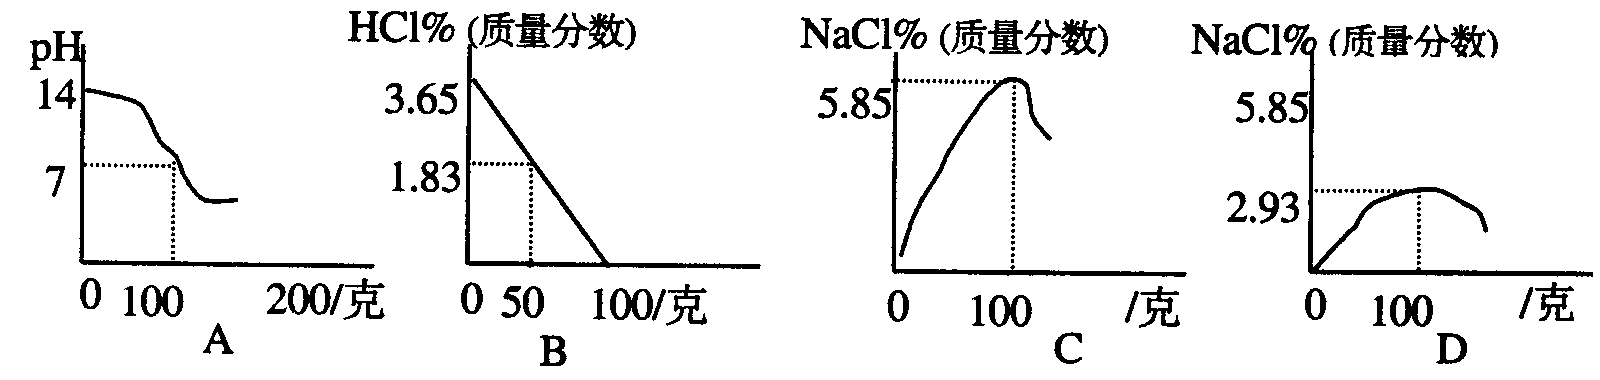 pH
14
7
0 100 200/克
A
HCl% (质量分数)
3.65
1.83
0 50 100/克
B
NaCl% (质量分数)
5.85
0 100 /克
C
NaCl% (质量分数)
5.85
2.93
0 100 /克
D